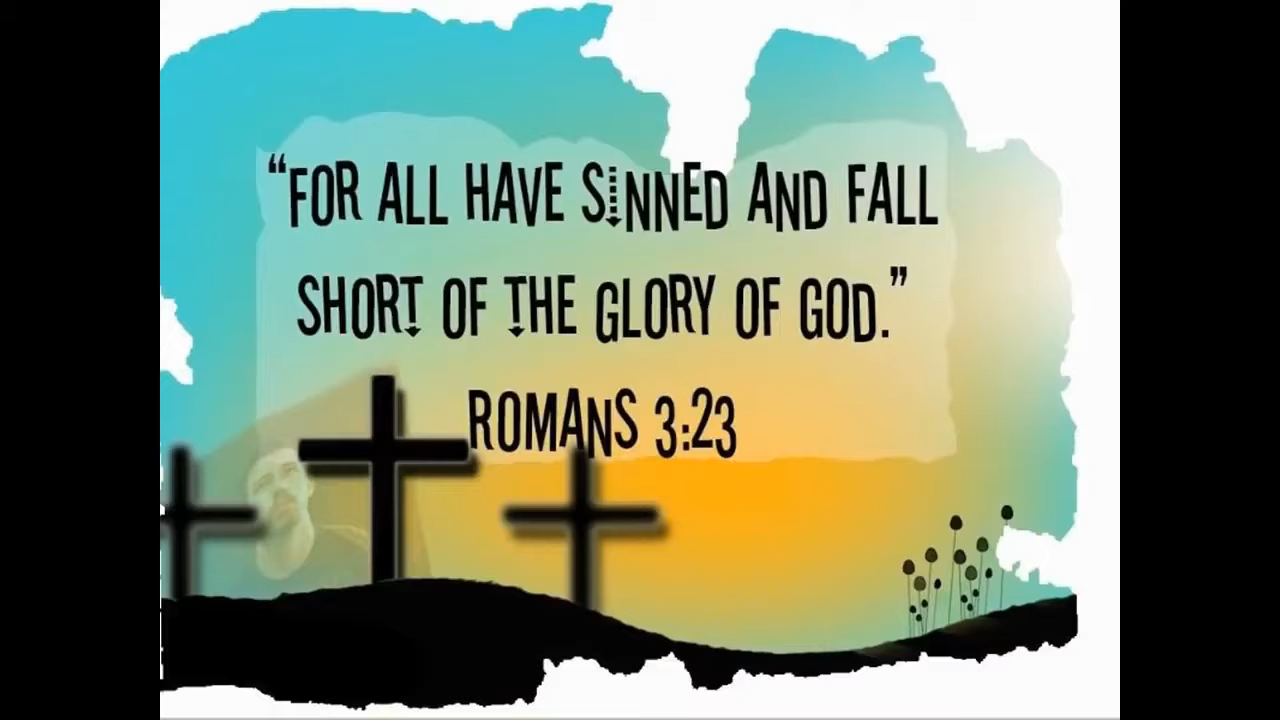 “FOR ALL HAVE SINNED AND FALL
SHORT OF THE GLORY OF GOD.”
ROMANS 3:23